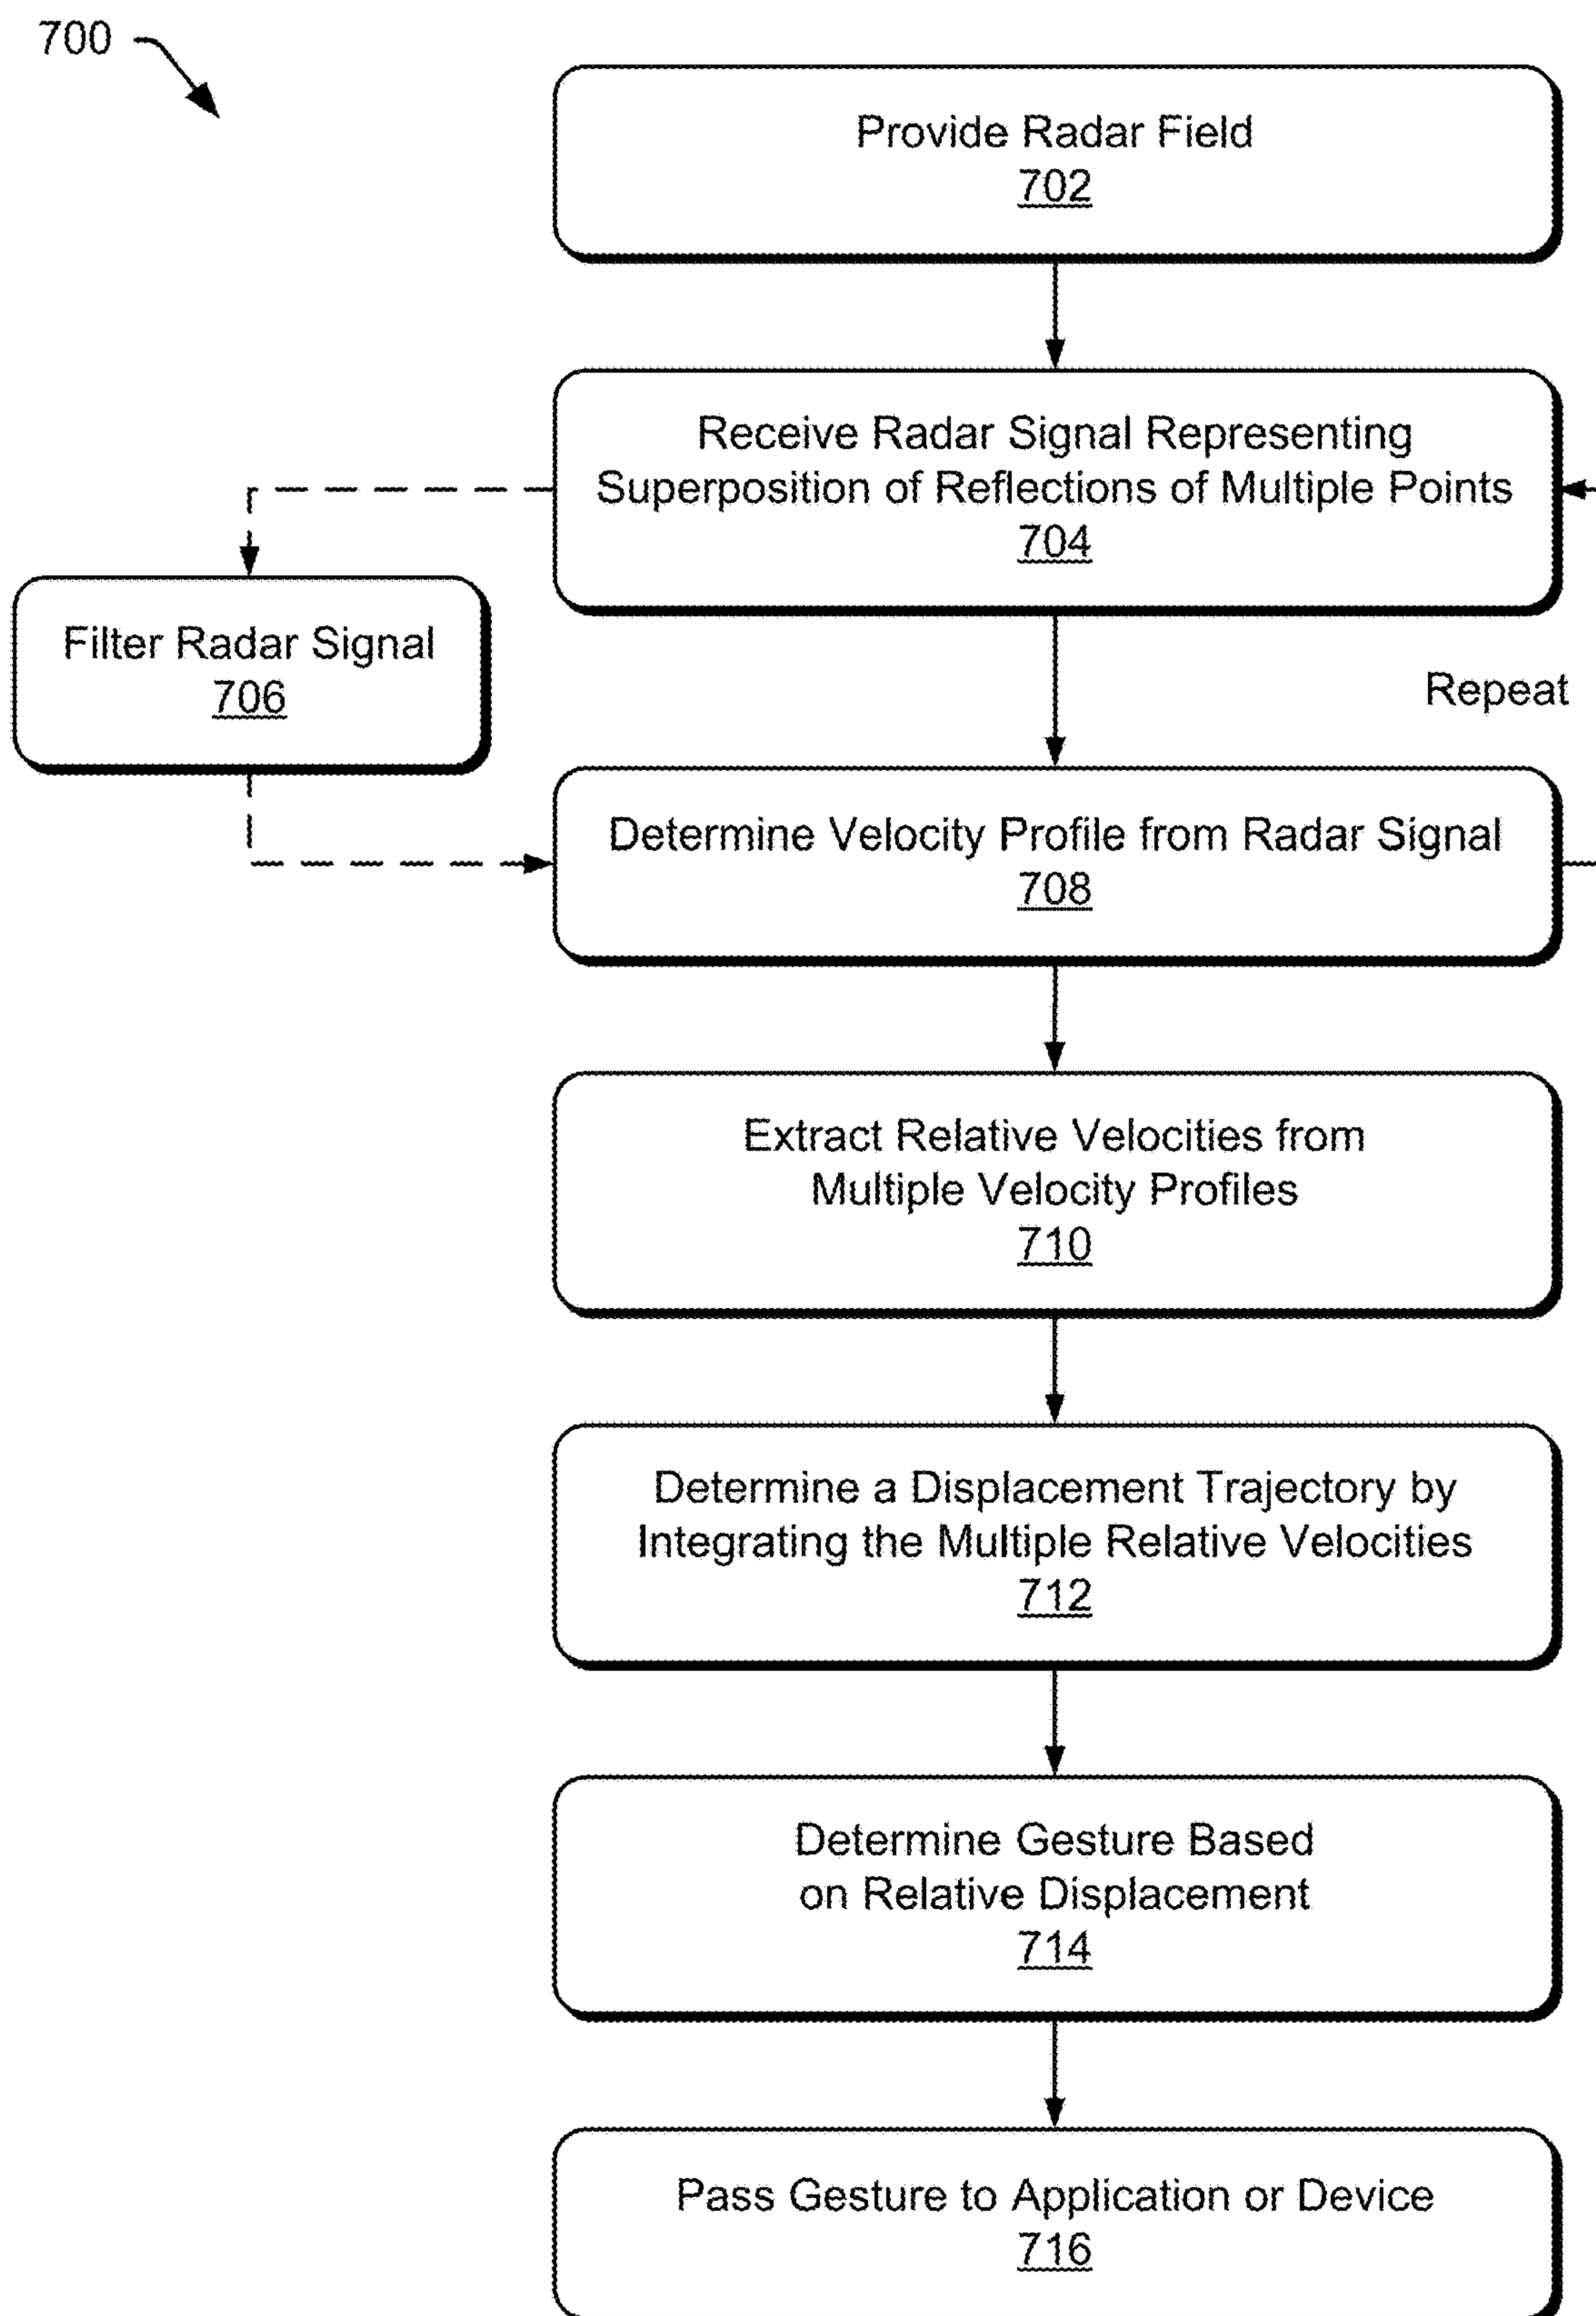 700
Provide Radar Field
702
Receive Radar Signal Representing
Superposition of Reflections of Multiple Points
704
Filter Radar Signal
706
Repeat
Determine Velocity Profile from Radar Signal
708
Extract Relative Velocities from
Multiple Velocity Profiles
710
Determine a Displacement Trajectory by
Integrating the Multiple Relative Velocities
712
Determine Gesture Based
on Relative Displacement
714
Pass Gesture to Application or Device
716